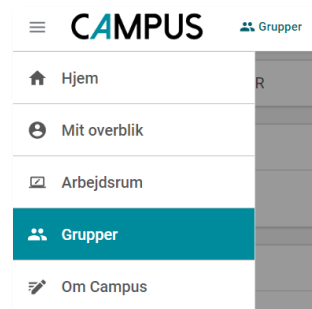 CAMPUS
Grupper
Hjem
R
Mit overblik
Arbejdsrum
Grupper
Om Campus